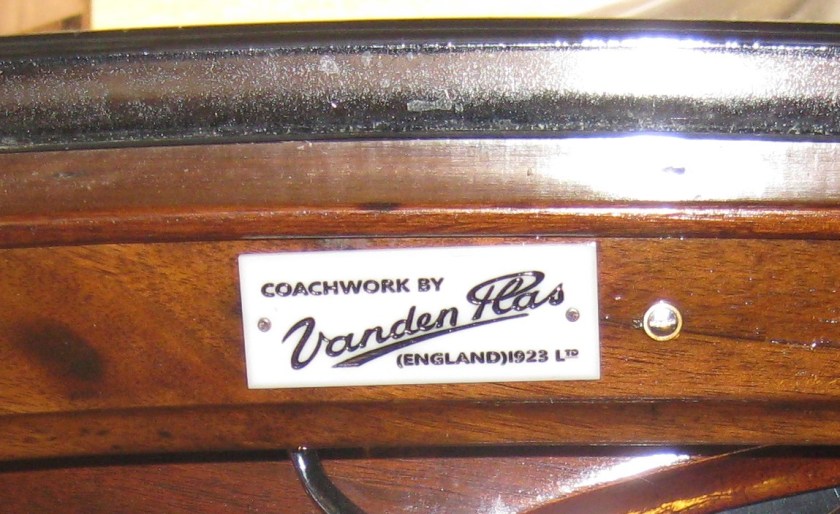 COACHWORK BY
Vanden Plas
(ENGLAND) 1923 LTD